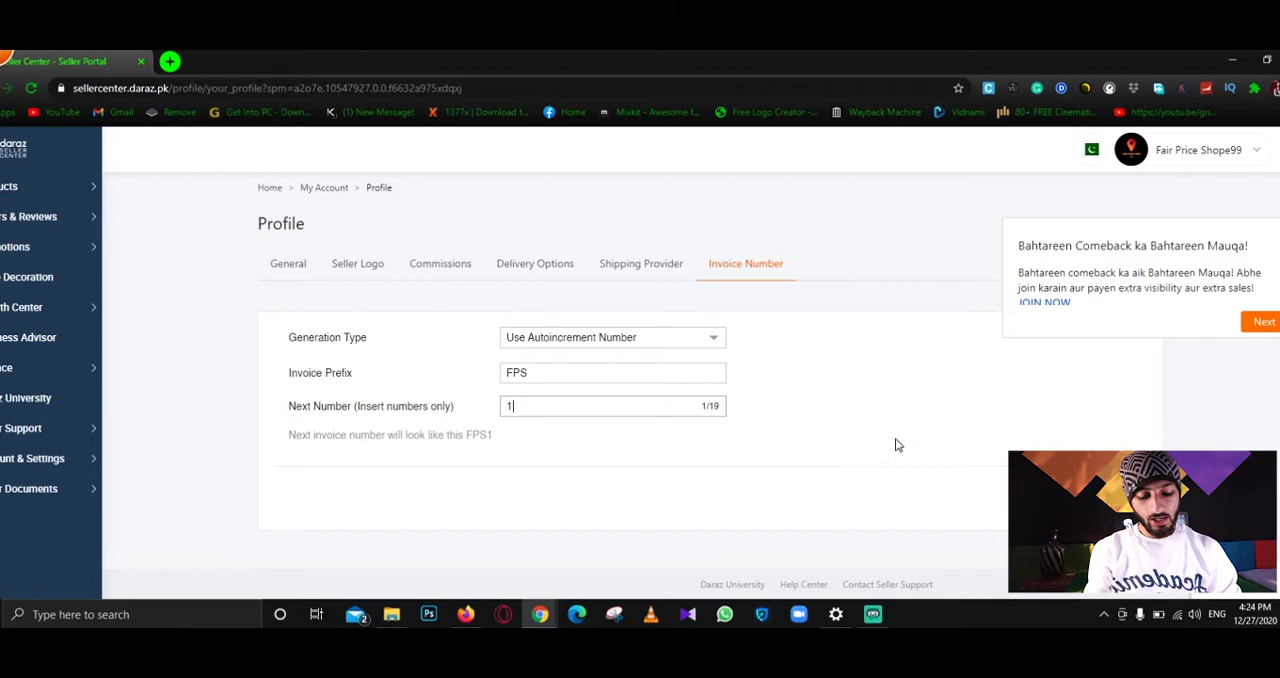 ler Center - Seller Portal
sellercenter.daraz.pk/profile/your_profile?spm=a2o7e.10547927.0.0.f6632a975xdqxj
pps YouTube Gmail Remove Get Into PC - Down... (1) New Message! 1377x | Download t... Home Mixkit - Awesome f... Free Logo Creator -... Wayback Machine Vidnami 80+ FREE Cinemati... https://youtu.be/gn...
daraz
SELLER
CENTER
Fair Price Shope99
ucts
rs & Reviews
otions
Decoration
th Center
ness Advisor
ce
z University
r Support
unt & Settings
r Documents
Home > My Account > Profile
Profile
General Seller Logo Commissions Delivery Options Shipping Provider Invoice Number
Bahtareen Comeback ka Bahtareen Mauqa!
Bahtareen comeback ka aik Bahtareen Mauqa! Abhe
join karain aur payen extra visibility aur extra sales!
JOIN NOW
Next
Generation Type Use Autoincrement Number
Invoice Prefix FPS
Next Number (Insert numbers only) 1 1/19
Next invoice number will look like this FPS1
Daraz University Help Center Contact Seller Support
Academi
Type here to search
2
Ps
ENG
4:24 PM
12/27/2020